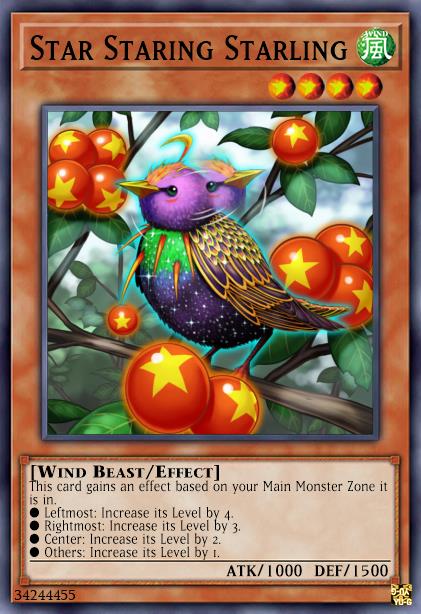 Star Staring Starling
WIND
風
[Wind Beast/Effect]
This card gains an effect based on your Main Monster Zone it
is in.
● Leftmost: Increase its Level by 4.
● Rightmost: Increase its Level by 3.
● Center: Increase its Level by 2.
● Others: Increase its Level by 1.
ATK/1000 DEF/1500
34244455